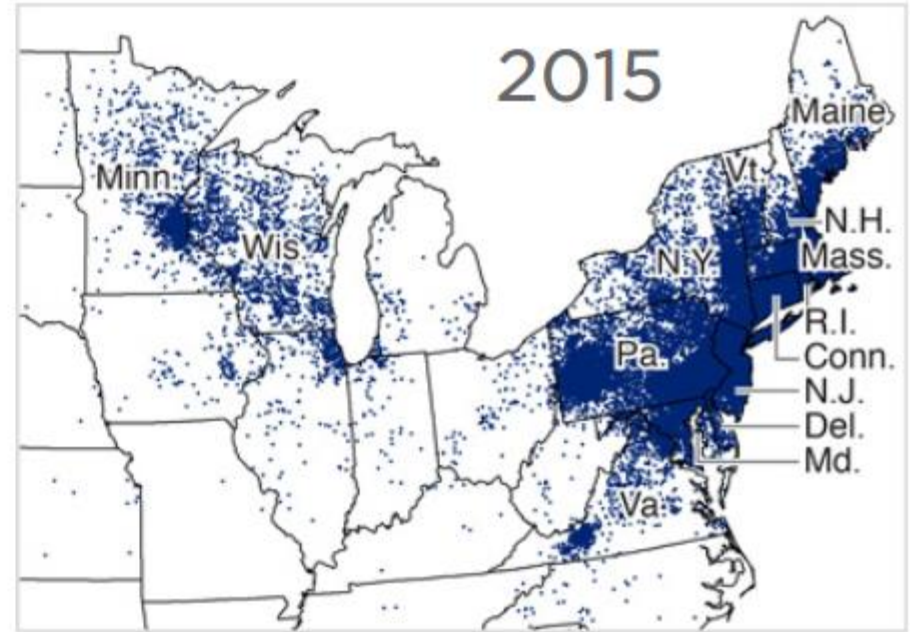 2015
Maine
Minn.
Vt.
N.H.
Wis
N.Y.
Mass.
R.I.
Pa.
Conn.
N.J.
Del.
Md.
Va.